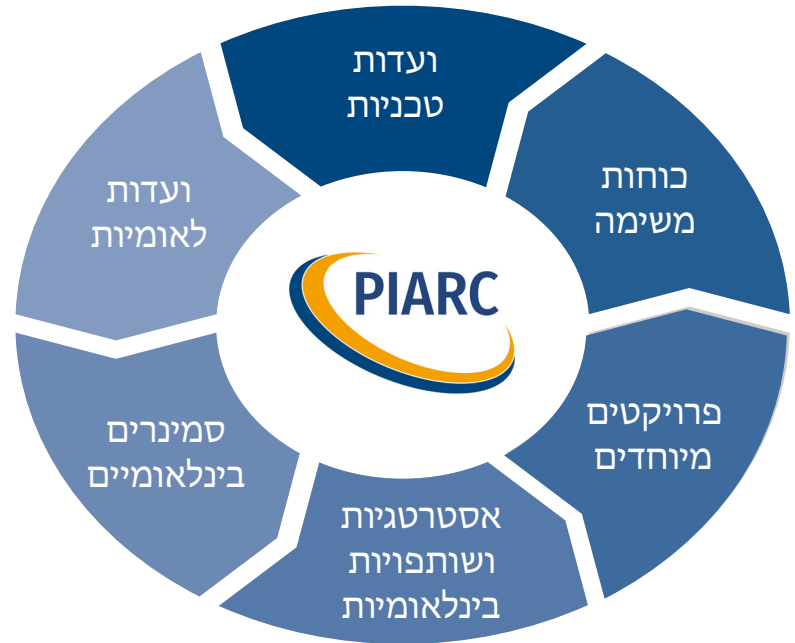 ועדות
טכניות
כוחות
משימה
פרויקטים
מיוחדים
אסטרטגיות
ושותפויות
בינלאומיות
סמינרים
בינלאומיים
ועדות
לאומיות
PIARC